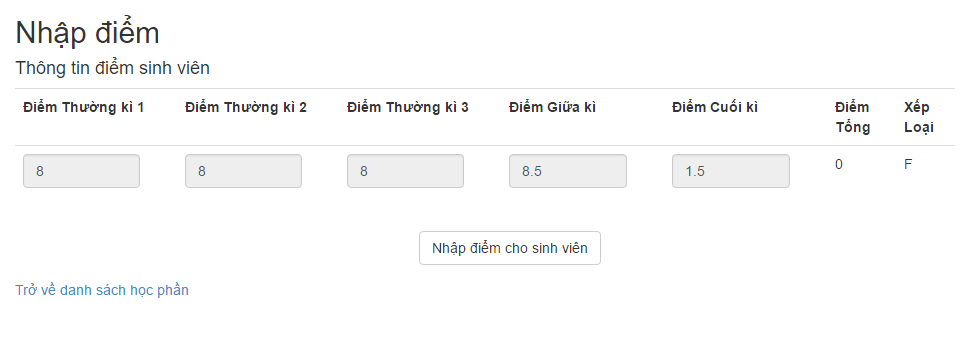 Nhập điểm
Thông tin điểm sinh viên
Điểm Thường kì 1 Điểm Thường kì 2 Điểm Thường kì 3 Điểm Giữa kì Điểm Cuối kì Điểm Tổng Xếp Loại
8 8 8 8.5 1.5 0 F
Nhập điểm cho sinh viên
Trở về danh sách học phần